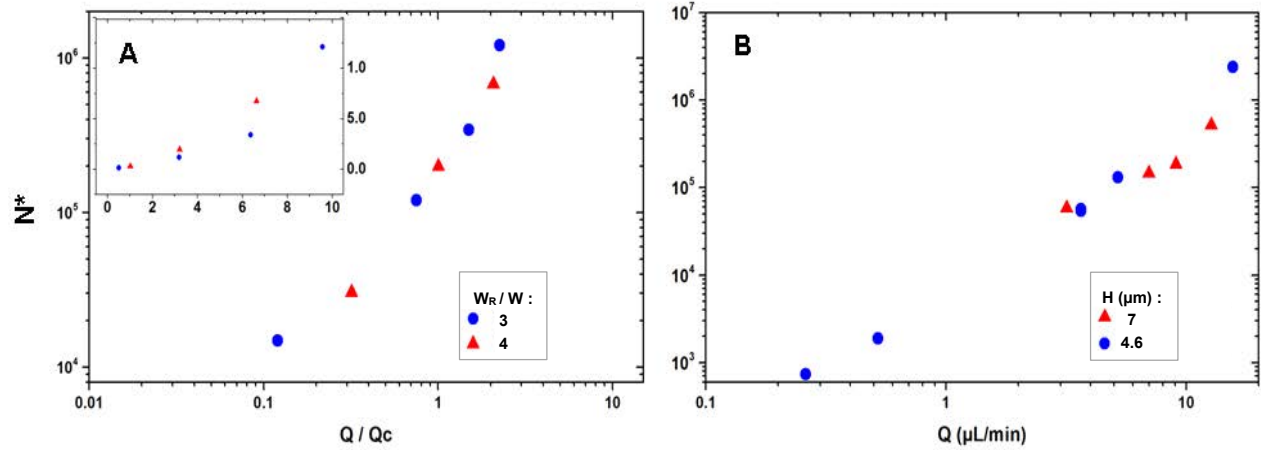 A
1.0
5.0
0.0
0 2 4 6 8 10
10⁶
10⁵
10⁴
N*
W_R / W :
3
4
0.01 0.1 1 10
Q / Qc
B
10⁷
10⁶
10⁵
10⁴
10³
H (µm) :
7
4.6
0.1 1 10
Q (µL/min)